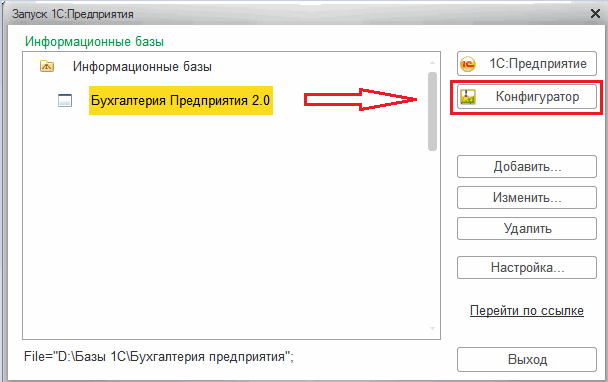 Запуск 1С:Предприятия
Информационные базы
Информационные базы
Бухгалтерия Предприятия 2.0
1С:Предприятие
Конфигуратор
Добавить...
Изменить...
Удалить
Настройка...
Перейти по ссылке
Выход
File="D:\Базы 1С\Бухгалтерия предприятия";